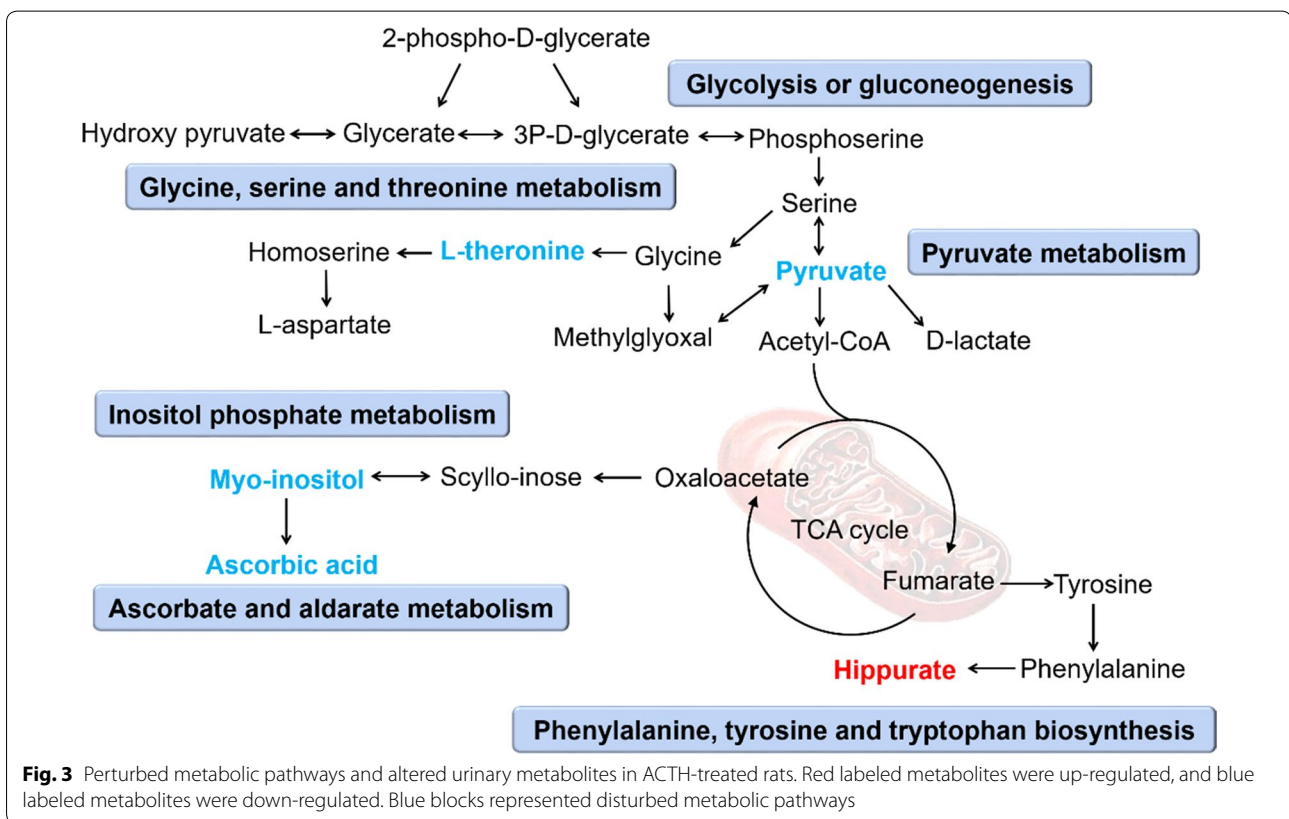 2-phospho-D-glycerate
Glycolysis or gluconeogenesis
Hydroxy pyruvate Glycerate 3P-D-glycerate Phosphoserine
Glycine, serine and threonine metabolism
Serine
Homoserine L-theronine Glycine
Pyruvate
Pyruvate metabolism
L-aspartate
Methylglyoxal Acetyl-CoA D-lactate
Inositol phosphate metabolism
Myo-inositol Scyllo-inose Oxaloacetate
TCA cycle
Ascorbic acid
Fumarate Tyrosine
Ascorbate and aldarate metabolism
Hippurate Phenylalanine
Phenylalanine, tyrosine and tryptophan biosynthesis
Fig. 3 Perturbed metabolic pathways and altered urinary metabolites in ACTH-treated rats. Red labeled metabolites were up-regulated, and blue
labeled metabolites were down-regulated. Blue blocks represented disturbed metabolic pathways